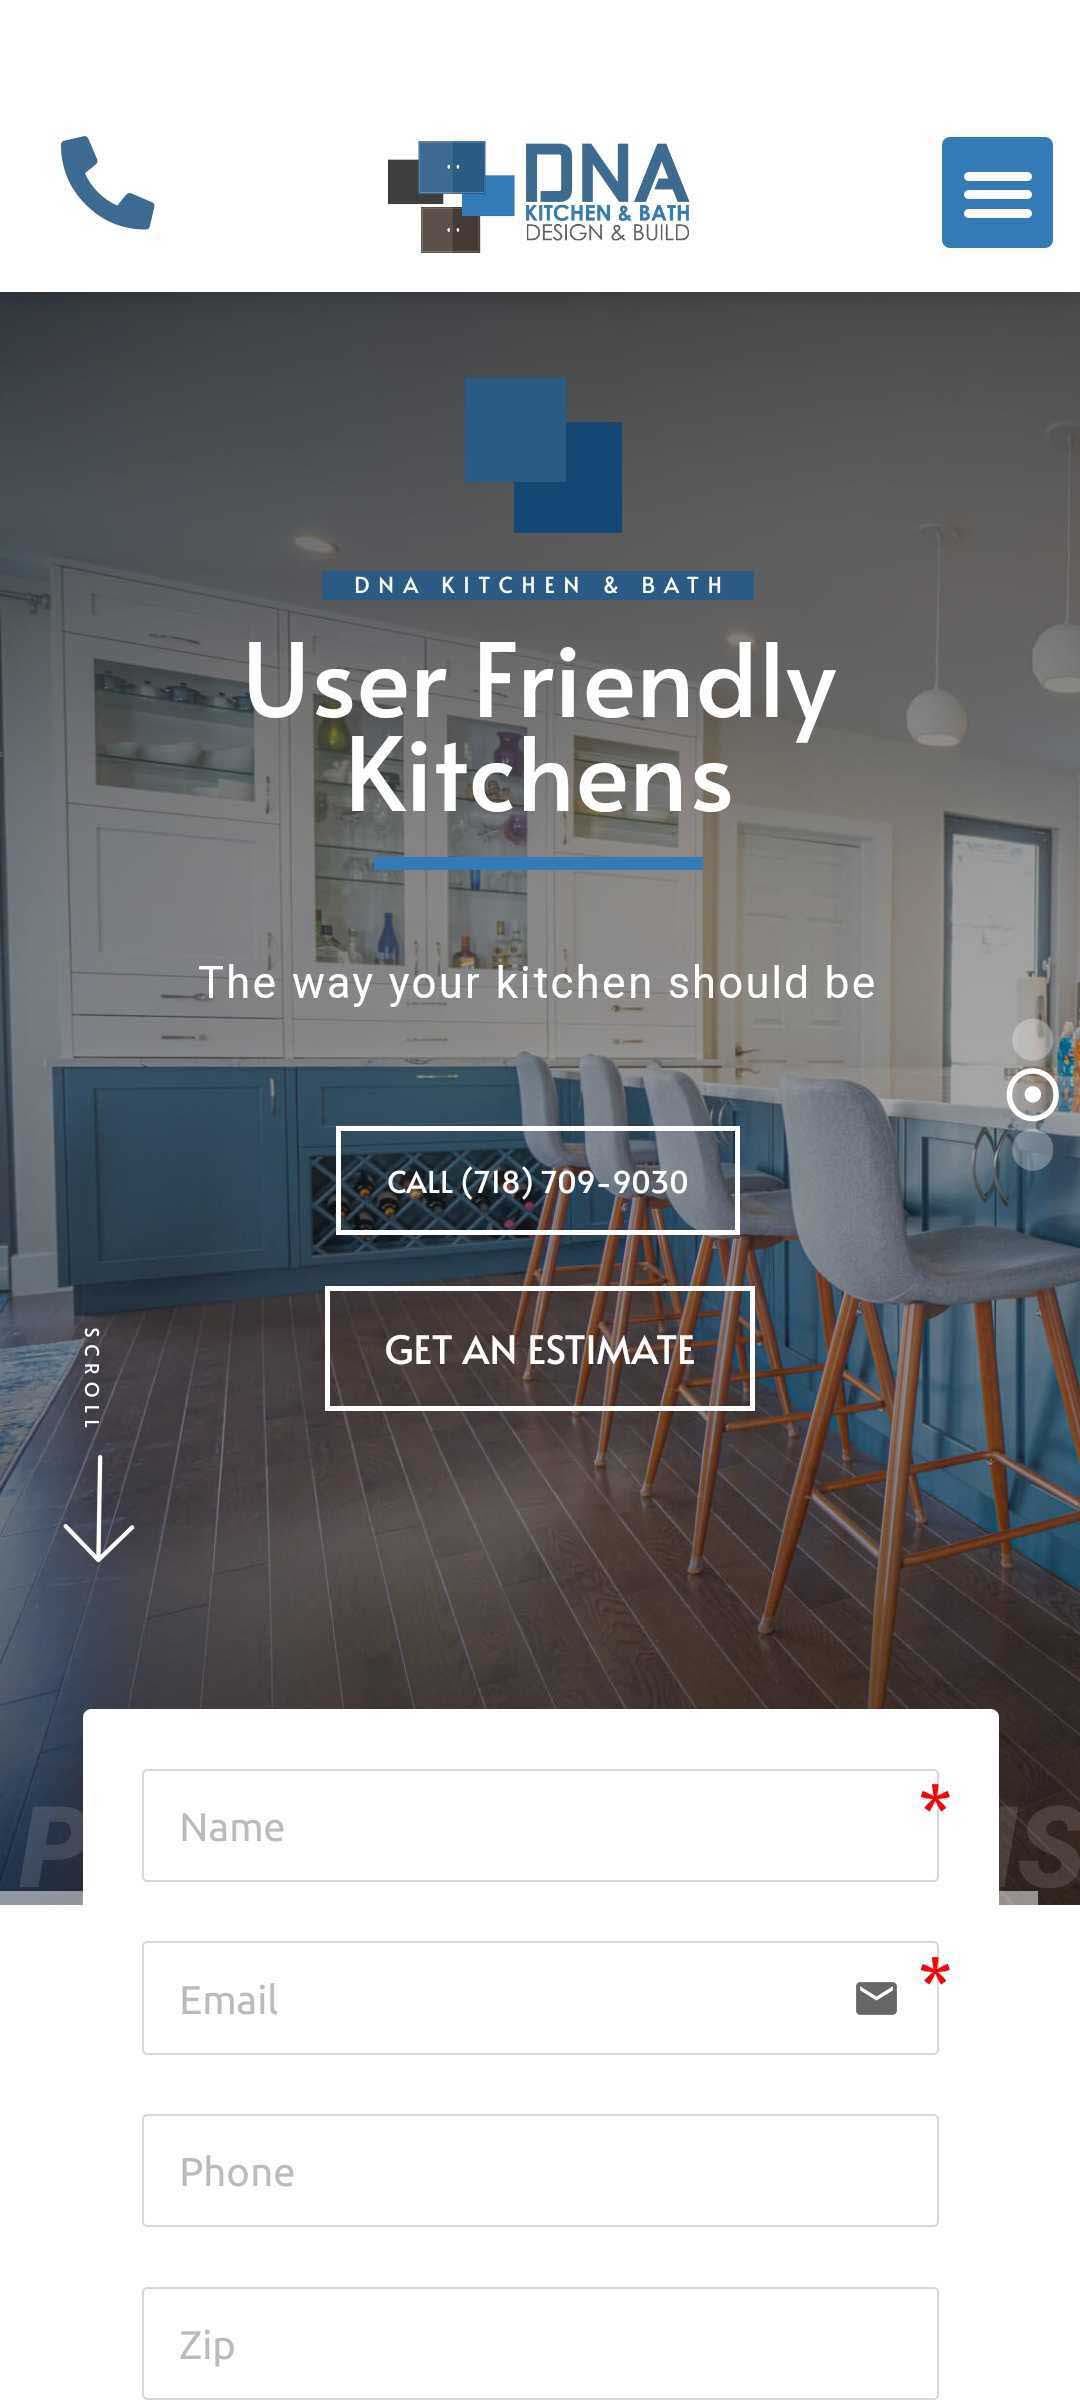 DNA
KITCHEN & BATH
DESIGN & BUILD
DNA KITCHEN & BATH
User Friendly
Kitchens
The way your kitchen should be
CALL (718) 709-9030
GET AN ESTIMATE
SCROLL
Name
*
Email
*
Phone
Zip